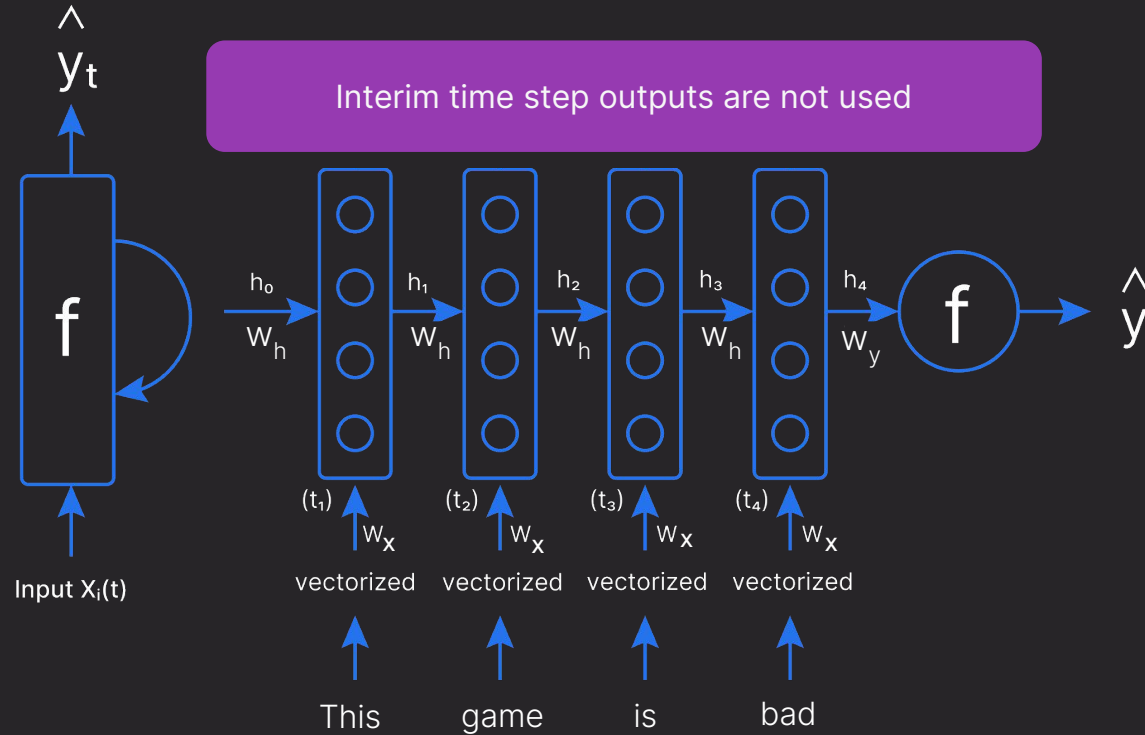 ŷₜ
Interim time step outputs are not used
f
h₀ h₁ h₂ h₃ h₄
Wₕ Wₕ Wₕ Wₕ Wᵧ
f
ŷ
(t₁) (t₂) (t₃) (t₄)
Wₓ Wₓ Wₓ Wₓ
Input Xᵢ(t)
vectorized vectorized vectorized vectorized
This game is bad